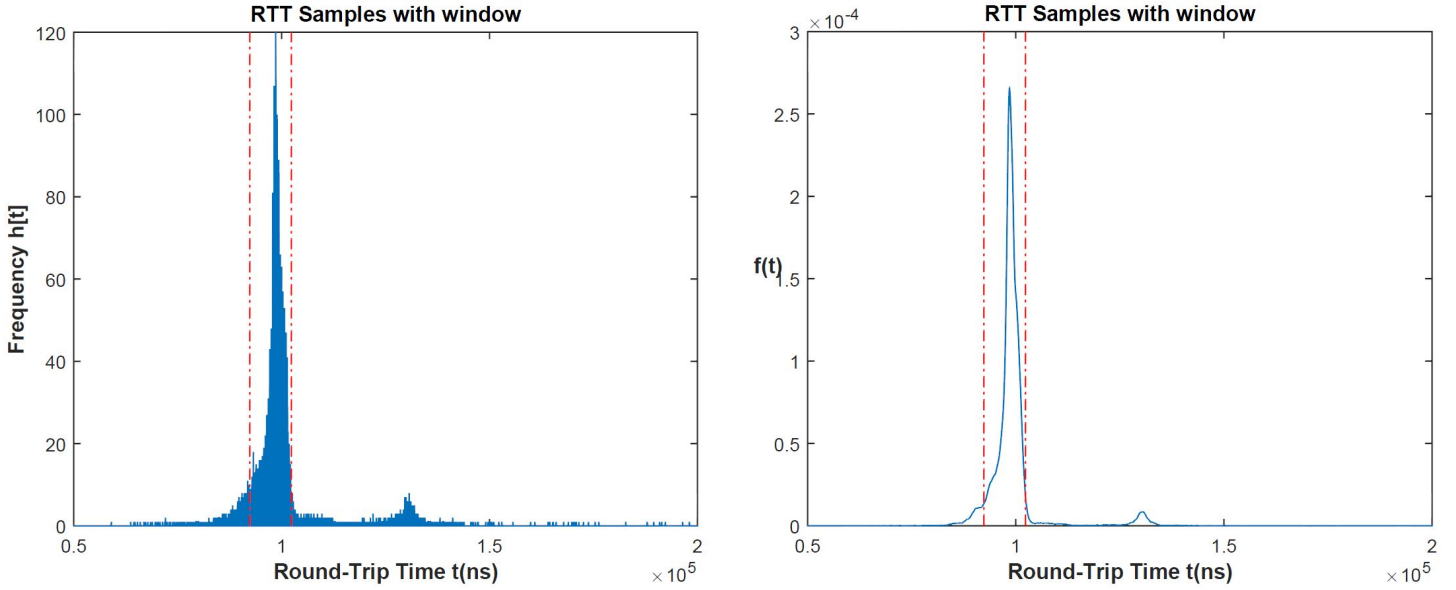 RTT Samples with window
120
100
80
60
40
20
0
Frequency h[t]
0.5 1 1.5 2
×10^5
Round-Trip Time t(ns)
RTT Samples with window
×10^-4
3
2.5
2
1.5
1
0.5
0
f(t)
0.5 1 1.5 2
×10^5
Round-Trip Time t(ns)